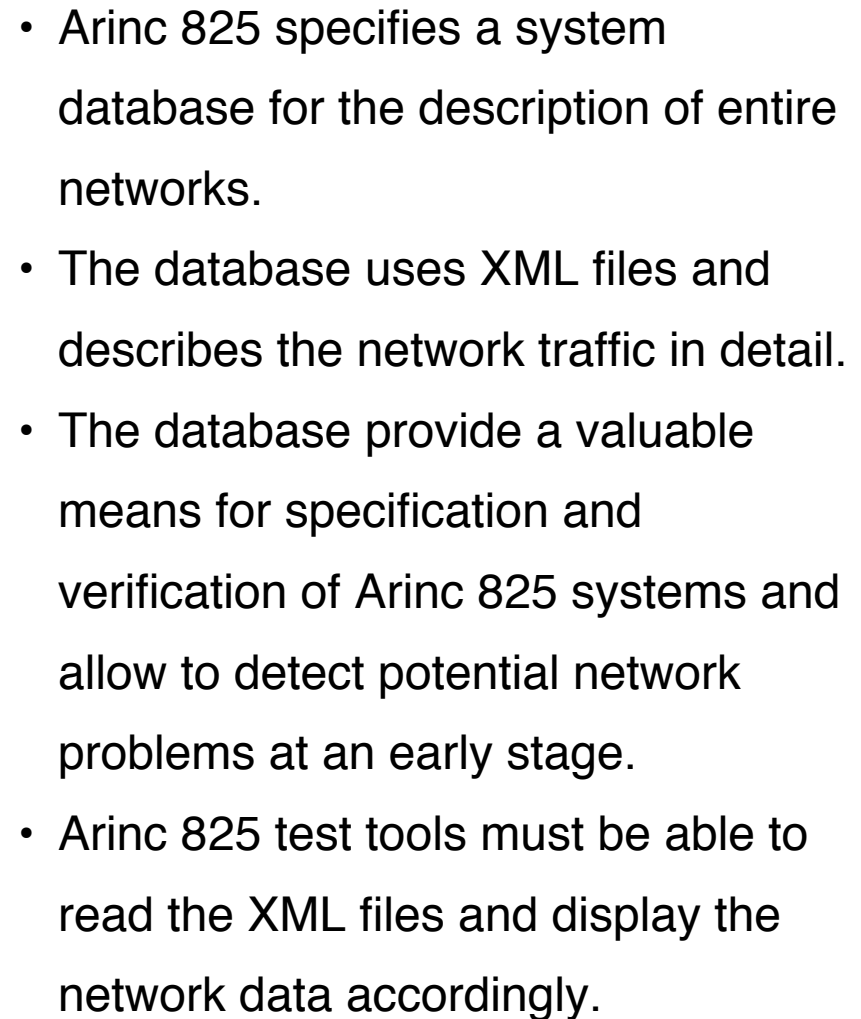 • Arinc 825 specifies a system
database for the description of entire
networks.
• The database uses XML files and
describes the network traffic in detail.
• The database provide a valuable
means for specification and
verification of Arinc 825 systems and
allow to detect potential network
problems at an early stage.
• Arinc 825 test tools must be able to
read the XML files and display the
network data accordingly.